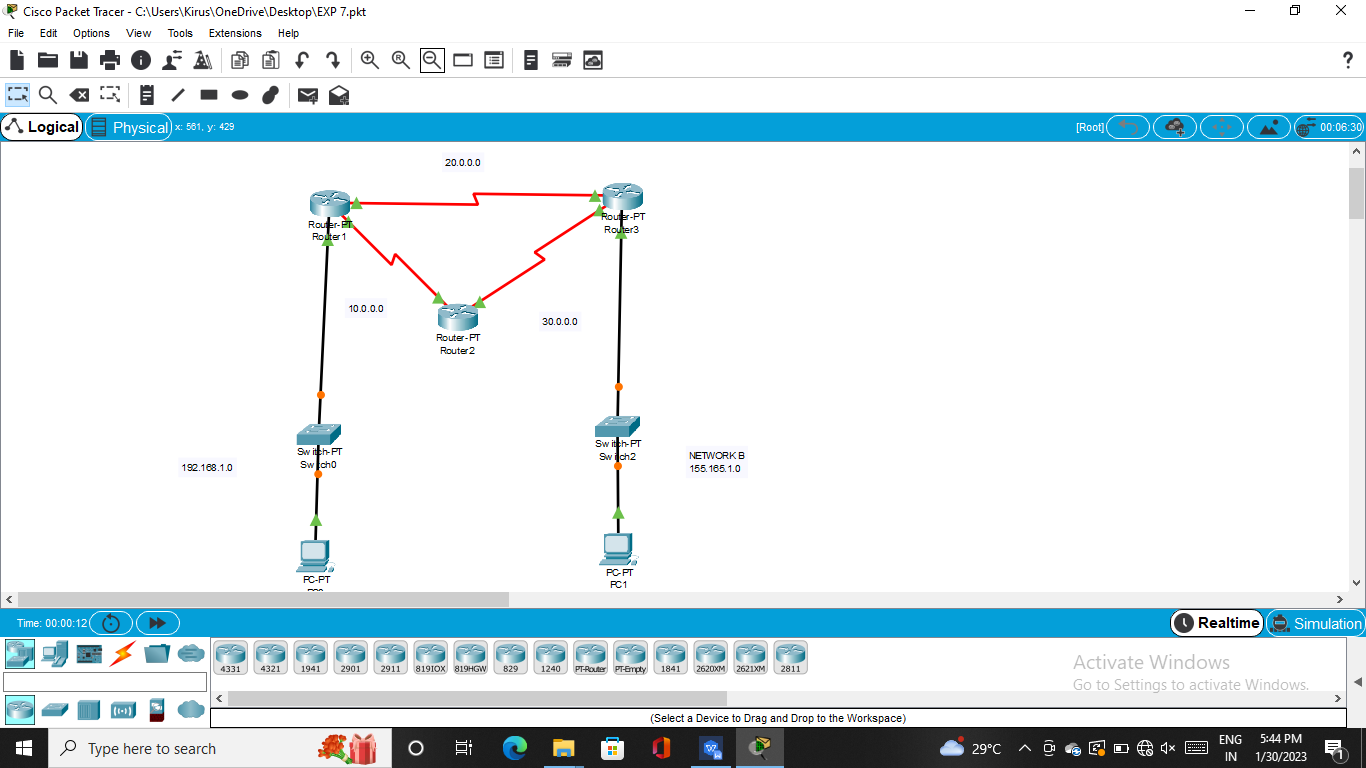 Cisco Packet Tracer - C:\Users\Kirus\OneDrive\Desktop\EXP 7.pkt
File Edit Options View Tools Extensions Help
Logical Physical x: 561, y: 429 [Root] 00:06:30
20.0.0.0
Router-PT
Router1
Router-PT
Router3
10.0.0.0
30.0.0.0
Router-PT
Router2
Switch-PT
Switch0
Switch-PT
Switch2
192.168.1.0
NETWORK B
155.165.1.0
PC-PT
PC-PT
PC1
Time: 00:00:12 Realtime Simulation
4331 4321 1941 2901 2911 819IOX 819HGW 829 1240 PT-Router PT-Empty 1841 2620XM 2621XM 2811
Activate Windows
Go to Settings to activate Windows.
(Select a Device to Drag and Drop to the Workspace)
Type here to search
29°C
ENG
IN
5:44 PM
1/30/2023
1